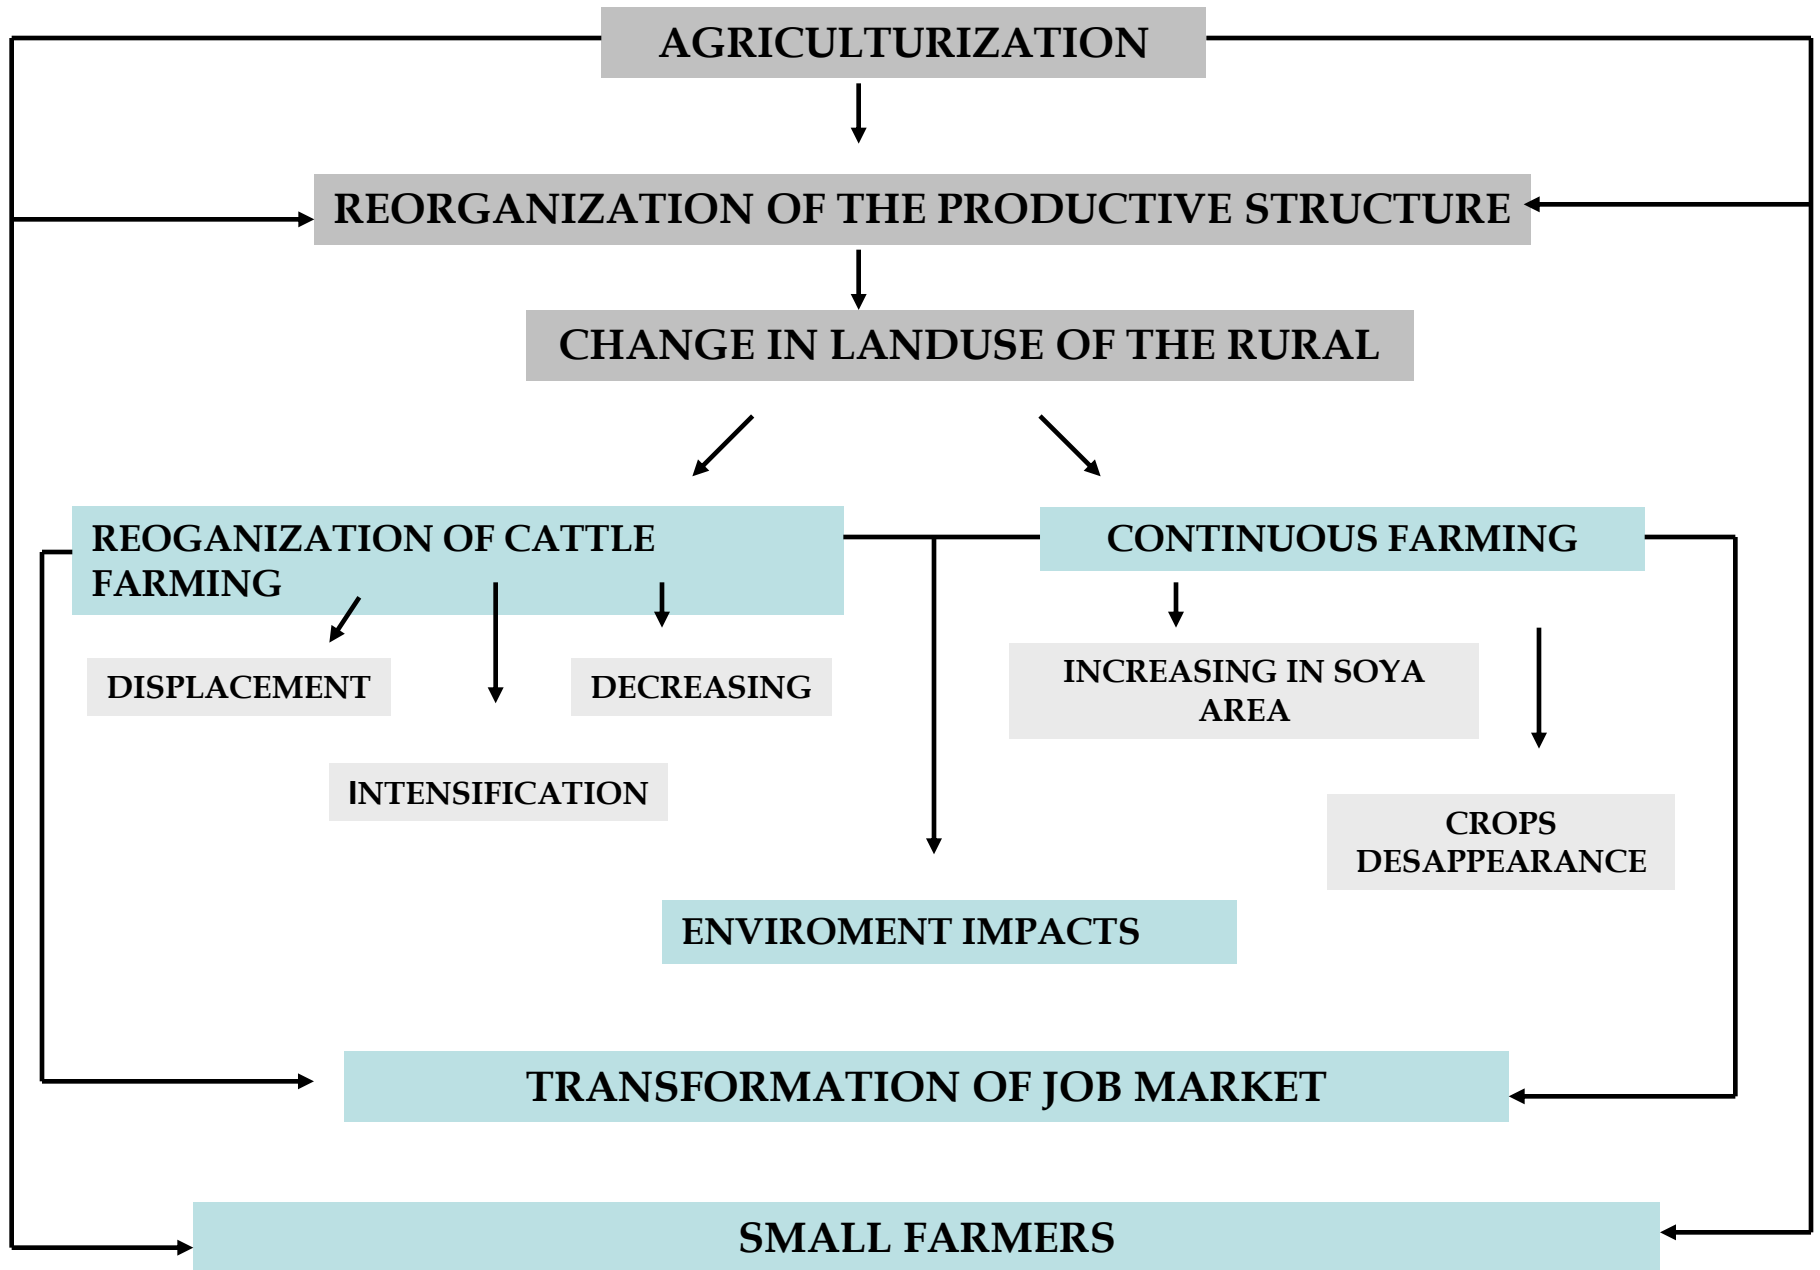 AGRICULTURIZATION
REORGANIZATION OF THE PRODUCTIVE STRUCTURE
CHANGE IN LANDUSE OF THE RURAL
REOGANIZATION OF CATTLE
FARMING
CONTINUOUS FARMING
DISPLACEMENT
DECREASING
INCREASING IN SOYA
AREA
INTENSIFICATION
CROPS
DESAPPEARANCE
ENVIROMENT IMPACTS
TRANSFORMATION OF JOB MARKET
SMALL FARMERS